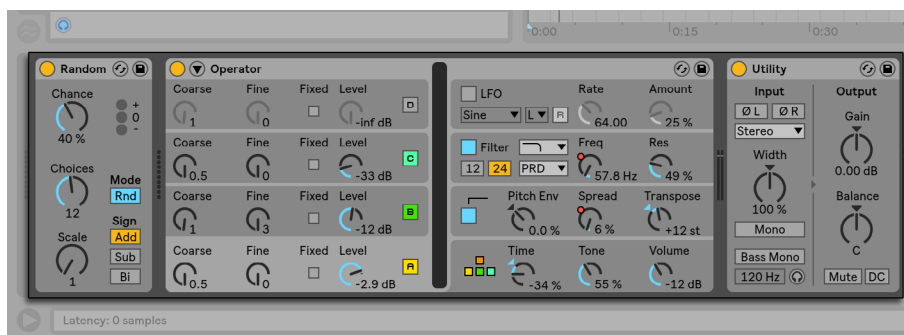 0:00 0:15 0:30
Random
Chance
40 %
+
0
-
Choices
12
Mode
Rnd
Scale
1
Sign
Add
Sub
Bi
Operator
Coarse Fine Fixed Level
1 0 -inf dB D
Coarse Fine Fixed Level
0.5 0 -33 dB C
Coarse Fine Fixed Level
1 3 -12 dB B
Coarse Fine Fixed Level
0.5 0 -2.9 dB A
LFO Rate Amount
Sine L R 64.00 25 %
Filter Freq Res
12 24 PRD 57.8 Hz 49 %
Pitch Env Spread Transpose
0.0 % 6 % +12 st
Time Tone Volume
-34 % 55 % -12 dB
Utility
Input
Ø L Ø R
Stereo
Width
100 %
Mono
Bass Mono
120 Hz
Output
Gain
0.00 dB
Balance
C
Mute DC
Latency: 0 samples